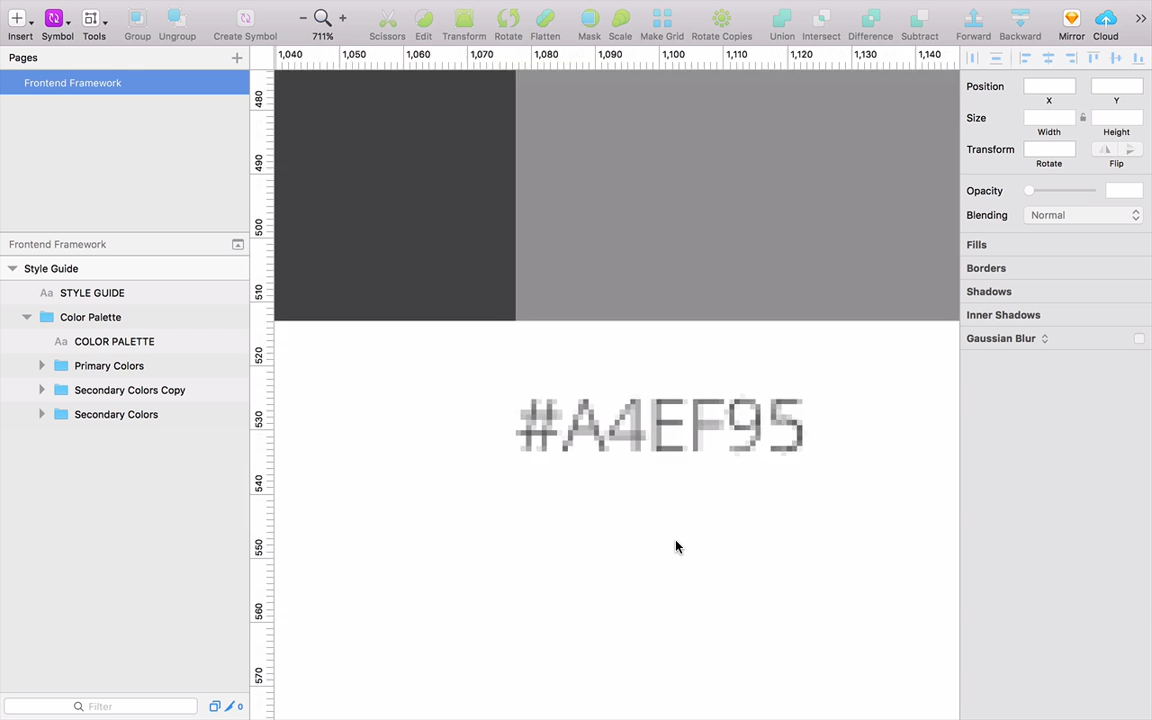 Insert Symbol Tools Group Ungroup Create Symbol 711% Scissors Edit Transform Rotate Flatten Mask Scale Make Grid Rotate Copies Union Intersect Difference Subtract Forward Backward Mirror Cloud
Pages
1,040 1,050 1,060 1,070 1,080 1,090 1,100 1,110 1,120 1,130 1,140
Frontend Framework
Frontend Framework
Style Guide
Aa STYLE GUIDE
Color Palette
Aa COLOR PALETTE
Primary Colors
Secondary Colors Copy
Secondary Colors
Filter
0
480
490
500
510
520
530
540
550
560
570
#A4EF95
Position
X Y
Size
Width Height
Transform
Rotate Flip
Opacity
Blending Normal
Fills
Borders
Shadows
Inner Shadows
Gaussian Blur